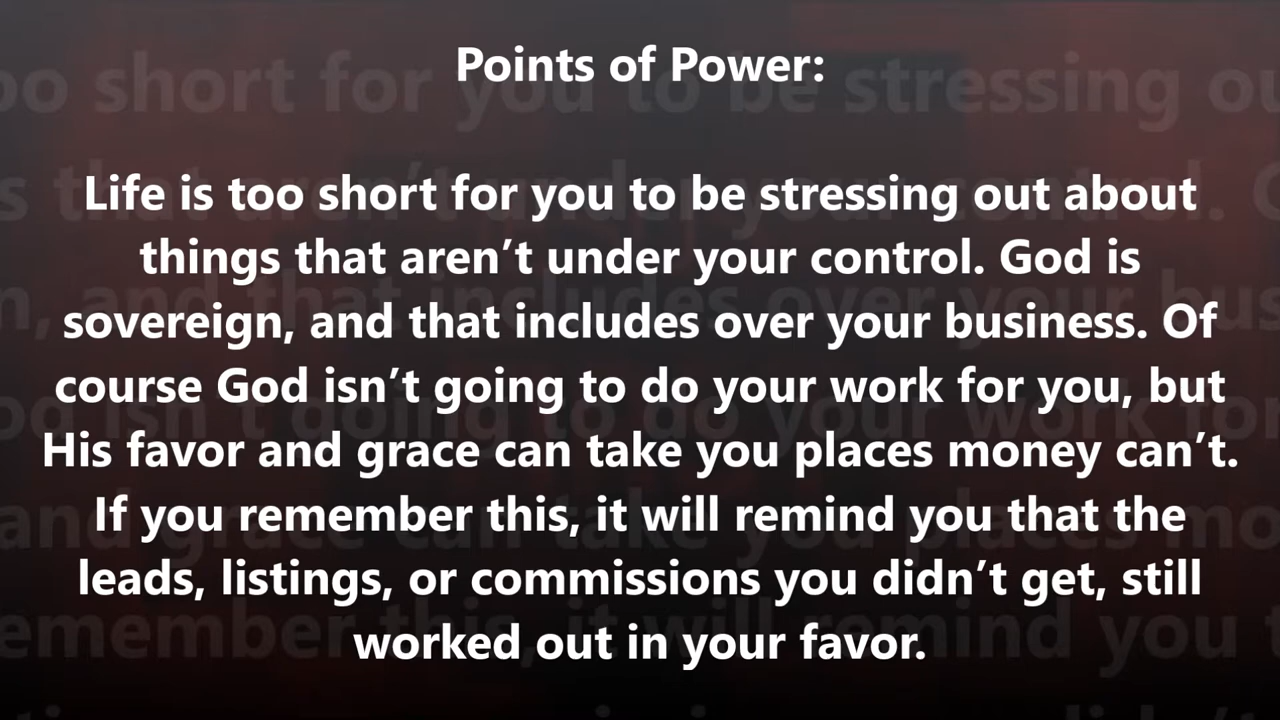 Points of Power:
Life is too short for you to be stressing out about
things that aren’t under your control. God is
sovereign, and that includes over your business. Of
course God isn’t going to do your work for you, but
His favor and grace can take you places money can’t.
If you remember this, it will remind you that the
leads, listings, or commissions you didn’t get, still
worked out in your favor.